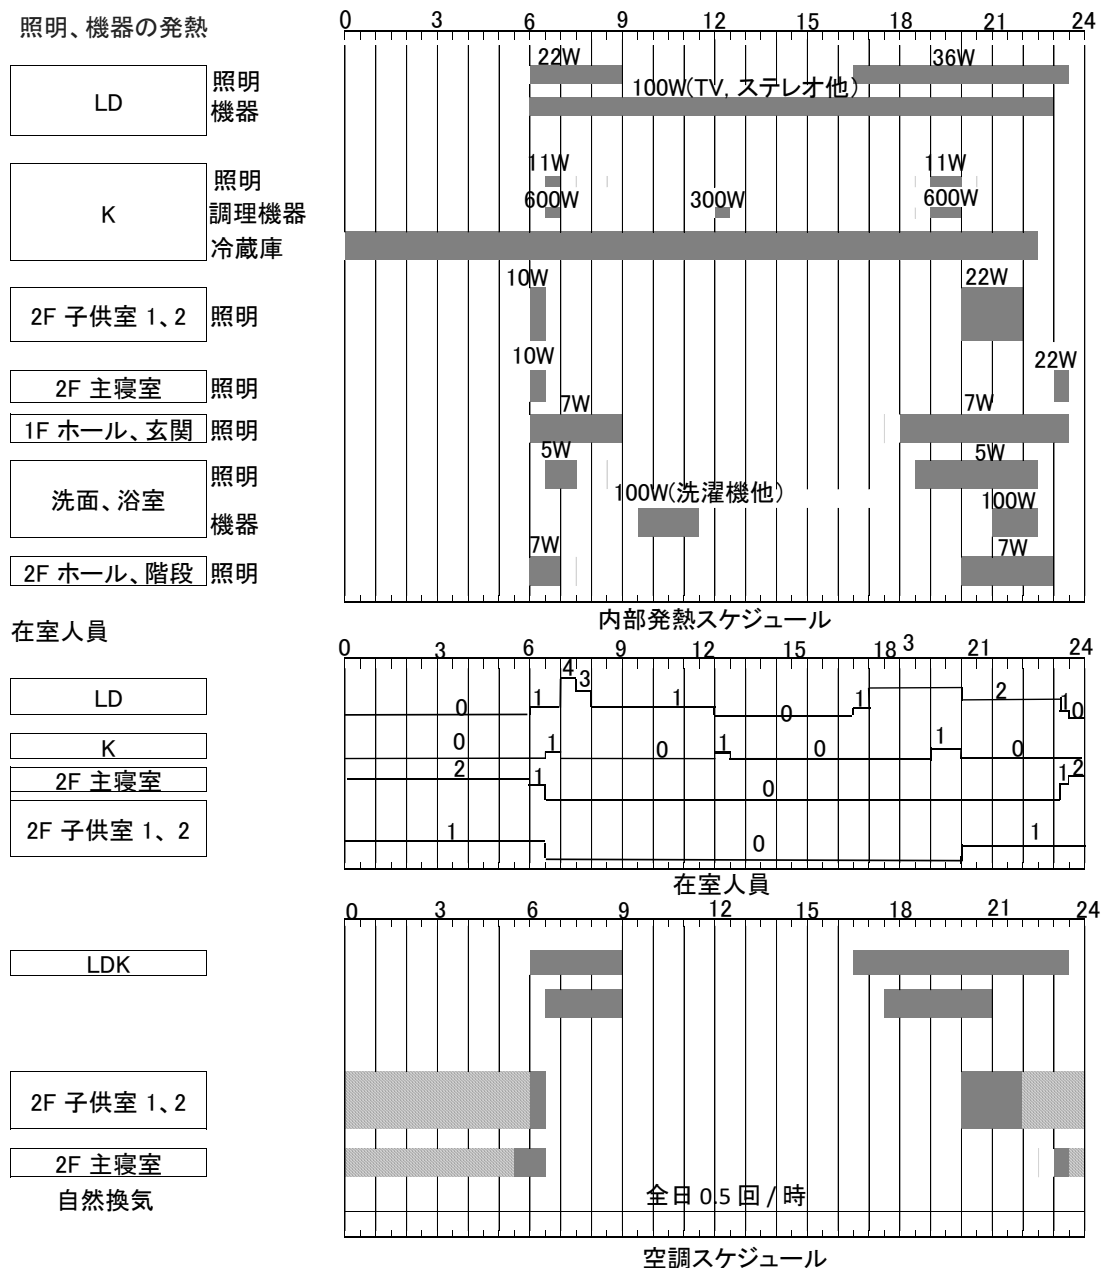 照明、機器の発熱
0 3 6 9 12 15 18 21 24
22W 36W
LD 照明
100W(TV, ステレオ他)
機器
11W 11W
照明
600W 300W 600W
K 調理機器
冷蔵庫
10W 22W
2F 子供室 1、2 照明
10W 22W
2F 主寝室 照明
7W 7W
1F ホール、玄関 照明
5W 5W
照明
洗面、浴室
100W(洗濯機他) 100W
機器
7W 7W
2F ホール、階段 照明
内部発熱スケジュール
在室人員
0 3 6 9 12 15 18 3 21 24
LD 0 1 4 3 1 0 1 2 1 0
K 0 1 0 1 0 1 0
2F 主寝室 2 1 0 1 2
2F 子供室 1、2 1 0 1
在室人員
0 3 6 9 12 15 18 21 24
LDK
2F 子供室 1、2
2F 主寝室
自然換気 全日 0.5 回 / 時
空調スケジュール